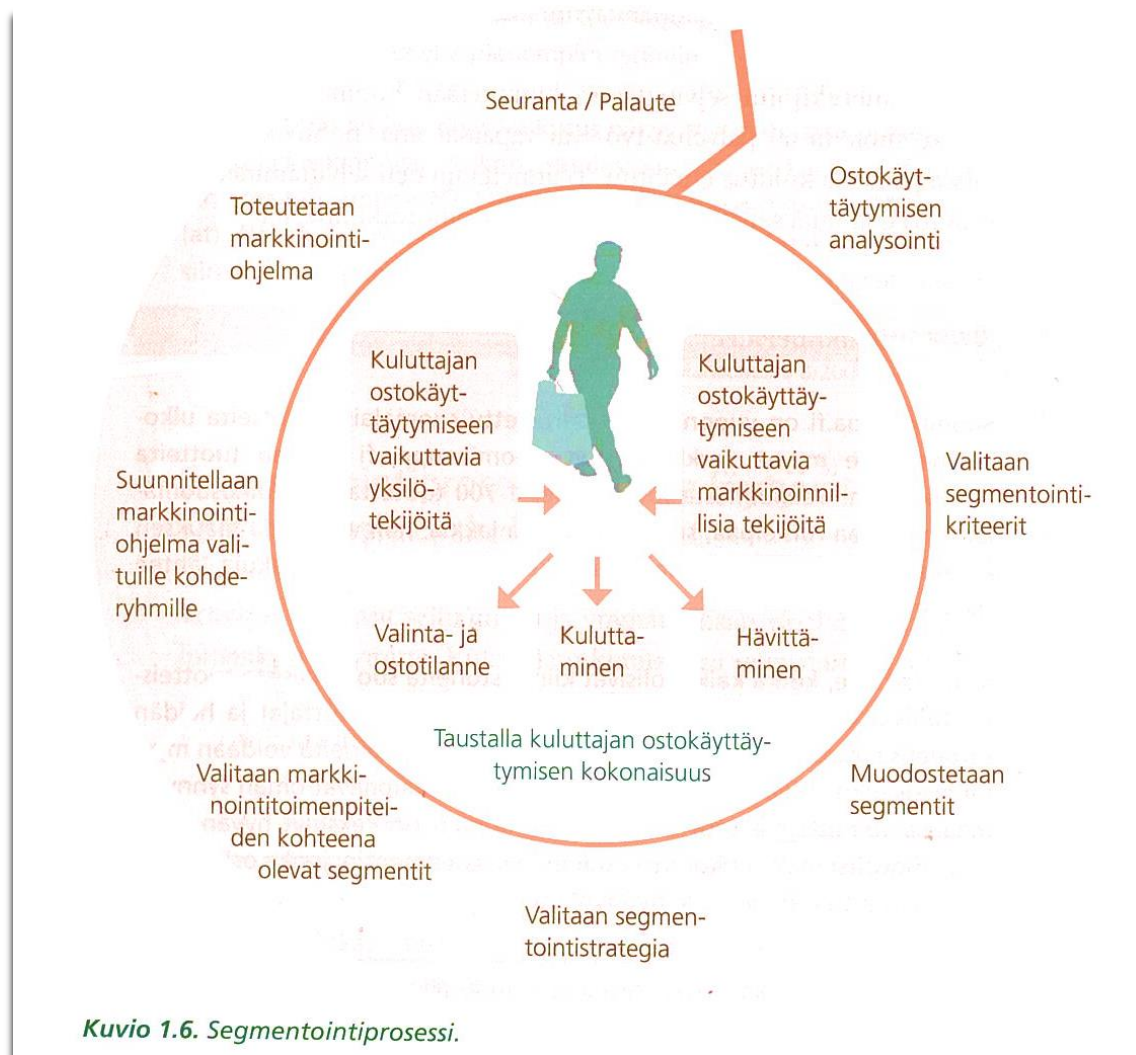 Seuranta / Palaute
Ostokäyt-
täytymisen
analysointi
Toteutetaan
markkinointi-
ohjelma
Kuluttajan
ostokäyt-
täytymiseen
vaikuttavia
yksilö-
tekijöitä
Kuluttajan
ostokäyttäy-
tymiseen
vaikuttavia
markkinoinnil-
lisia tekijöitä
Valitaan
segmentointi-
kriteerit
Suunnitellaan
markkinointi-
ohjelma vali-
tuille kohde-
ryhmille
Valinta- ja
ostotilanne
Kulutta-
minen
Hävittä-
minen
Taustalla kuluttajan ostokäyttäy-
tymisen kokonaisuus
Muodostetaan
segmentit
Valitaan markki-
nointitoimenpitei-
den kohteena
olevat segmentit
Valitaan segmen-
tointistrategia
Kuvio 1.6. Segmentointiprosessi.